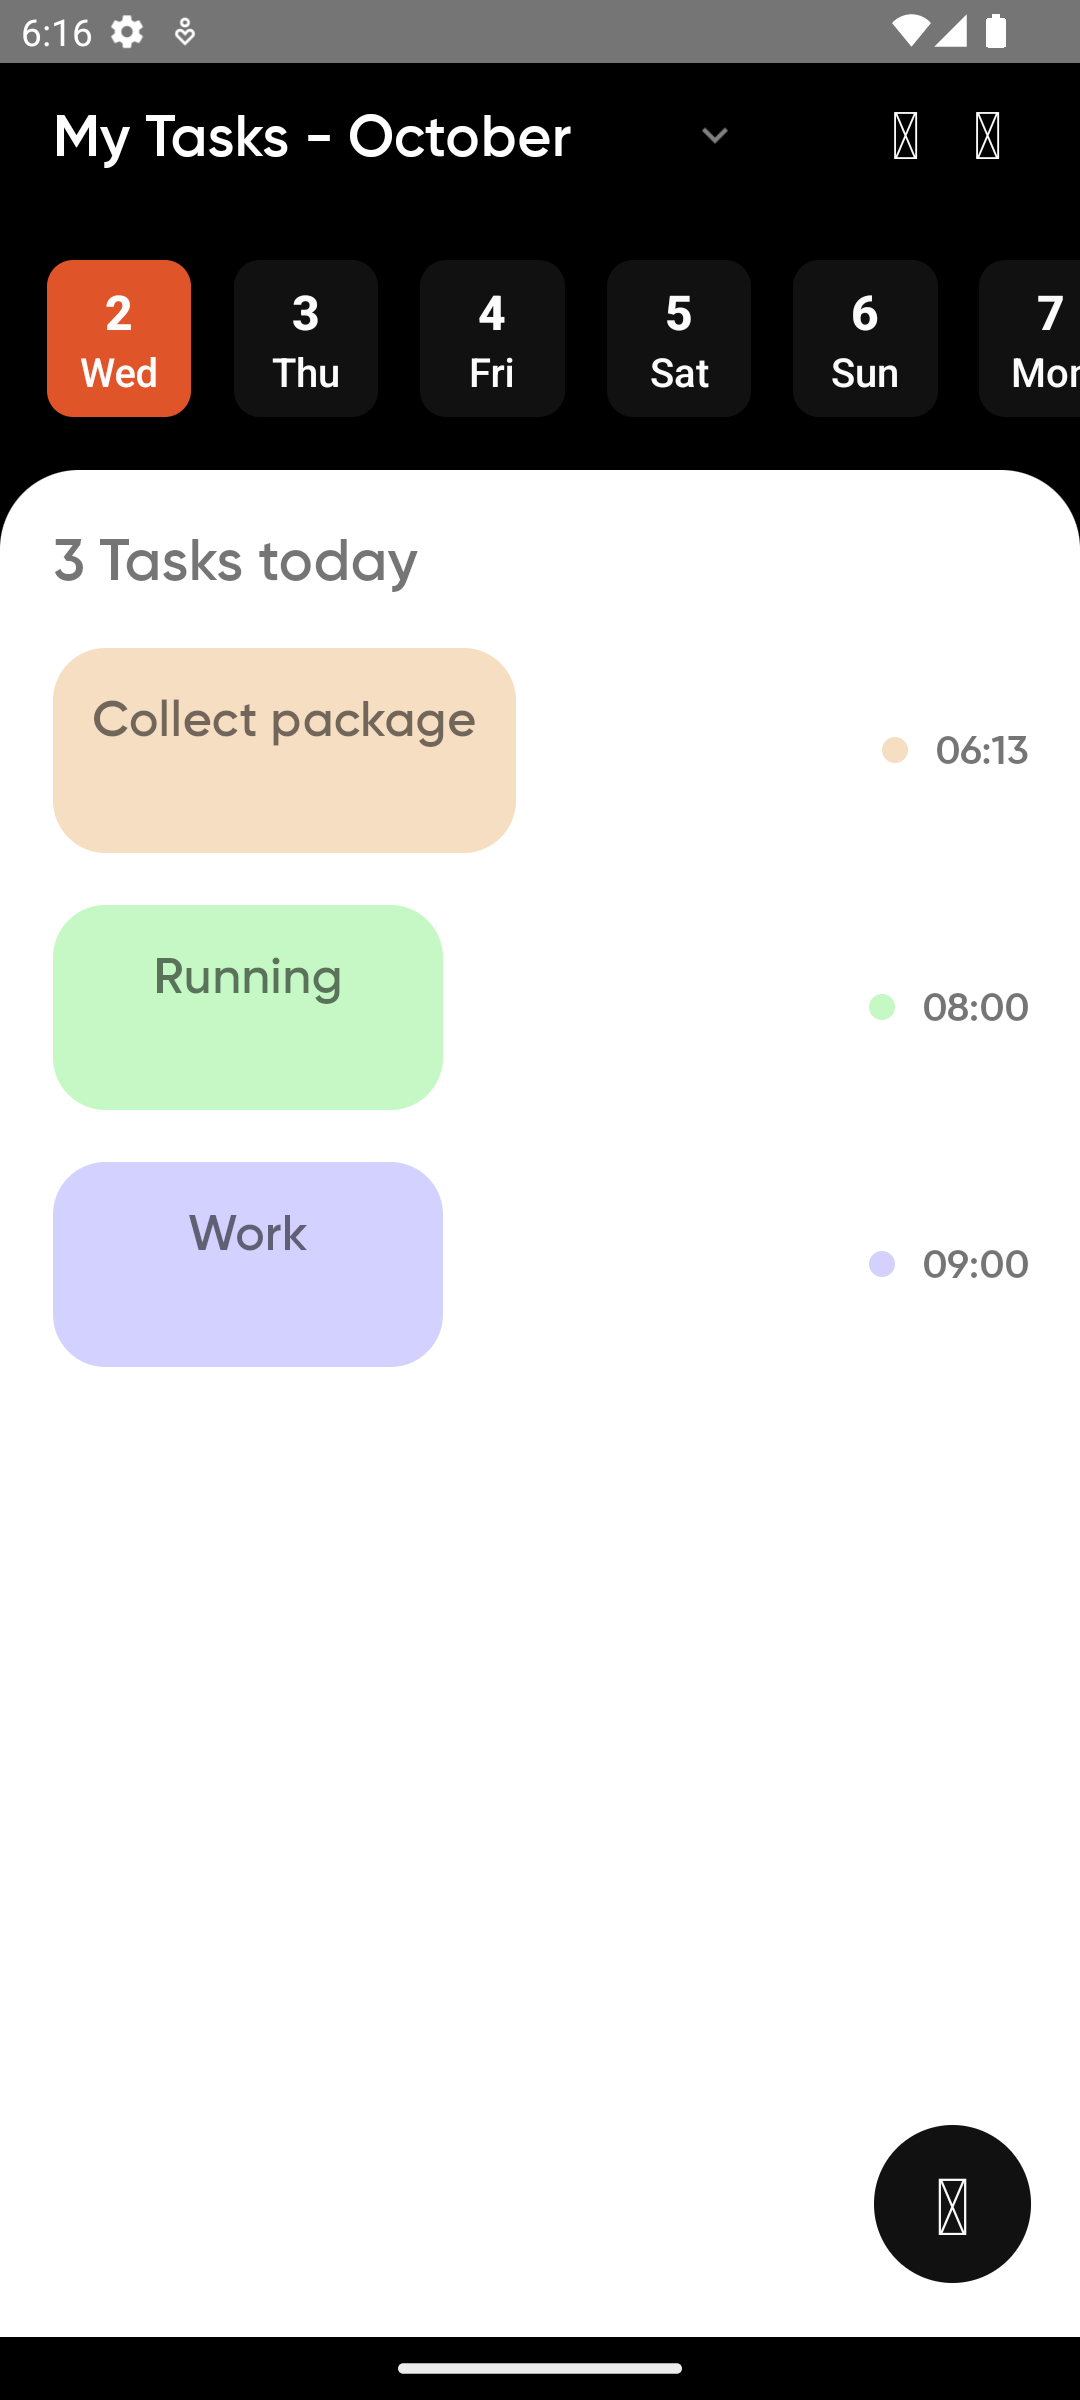 6:16
My Tasks - October
2
Wed
3
Thu
4
Fri
5
Sat
6
Sun
7
Mon
3 Tasks today
Collect package
06:13
Running
08:00
Work
09:00